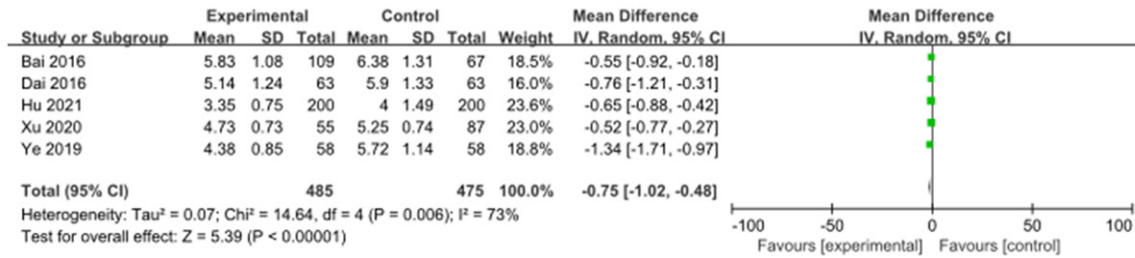 Experimental Control Mean Difference Mean Difference
Study or Subgroup Mean SD Total Mean SD Total Weight IV, Random, 95% CI IV, Random, 95% CI
Bai 2016 5.83 1.08 109 6.38 1.31 67 18.5% -0.55 [-0.92, -0.18]
Dai 2016 5.14 1.24 63 5.9 1.33 63 16.0% -0.76 [-1.21, -0.31]
Hu 2021 3.35 0.75 200 4 1.49 200 23.6% -0.65 [-0.88, -0.42]
Xu 2020 4.73 0.73 55 5.25 0.74 87 23.0% -0.52 [-0.77, -0.27]
Ye 2019 4.38 0.85 58 5.72 1.14 58 18.8% -1.34 [-1.71, -0.97]
Total (95% CI) 485 475 100.0% -0.75 [-1.02, -0.48]
Heterogeneity: Tau² = 0.07; Chi² = 14.64, df = 4 (P = 0.006); I² = 73%
Test for overall effect: Z = 5.39 (P < 0.00001)
-100 -50 0 50 100
Favours [experimental] Favours [control]